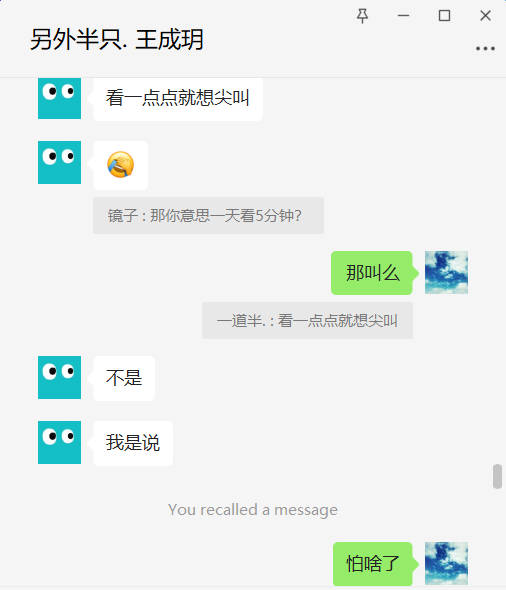 另外半只. 王成玥
看一点点就想尖叫
镜子 : 那你意思一天看5分钟?
那叫么
一道半. : 看一点点就想尖叫
不是
我是说
You recalled a message
怕啥了